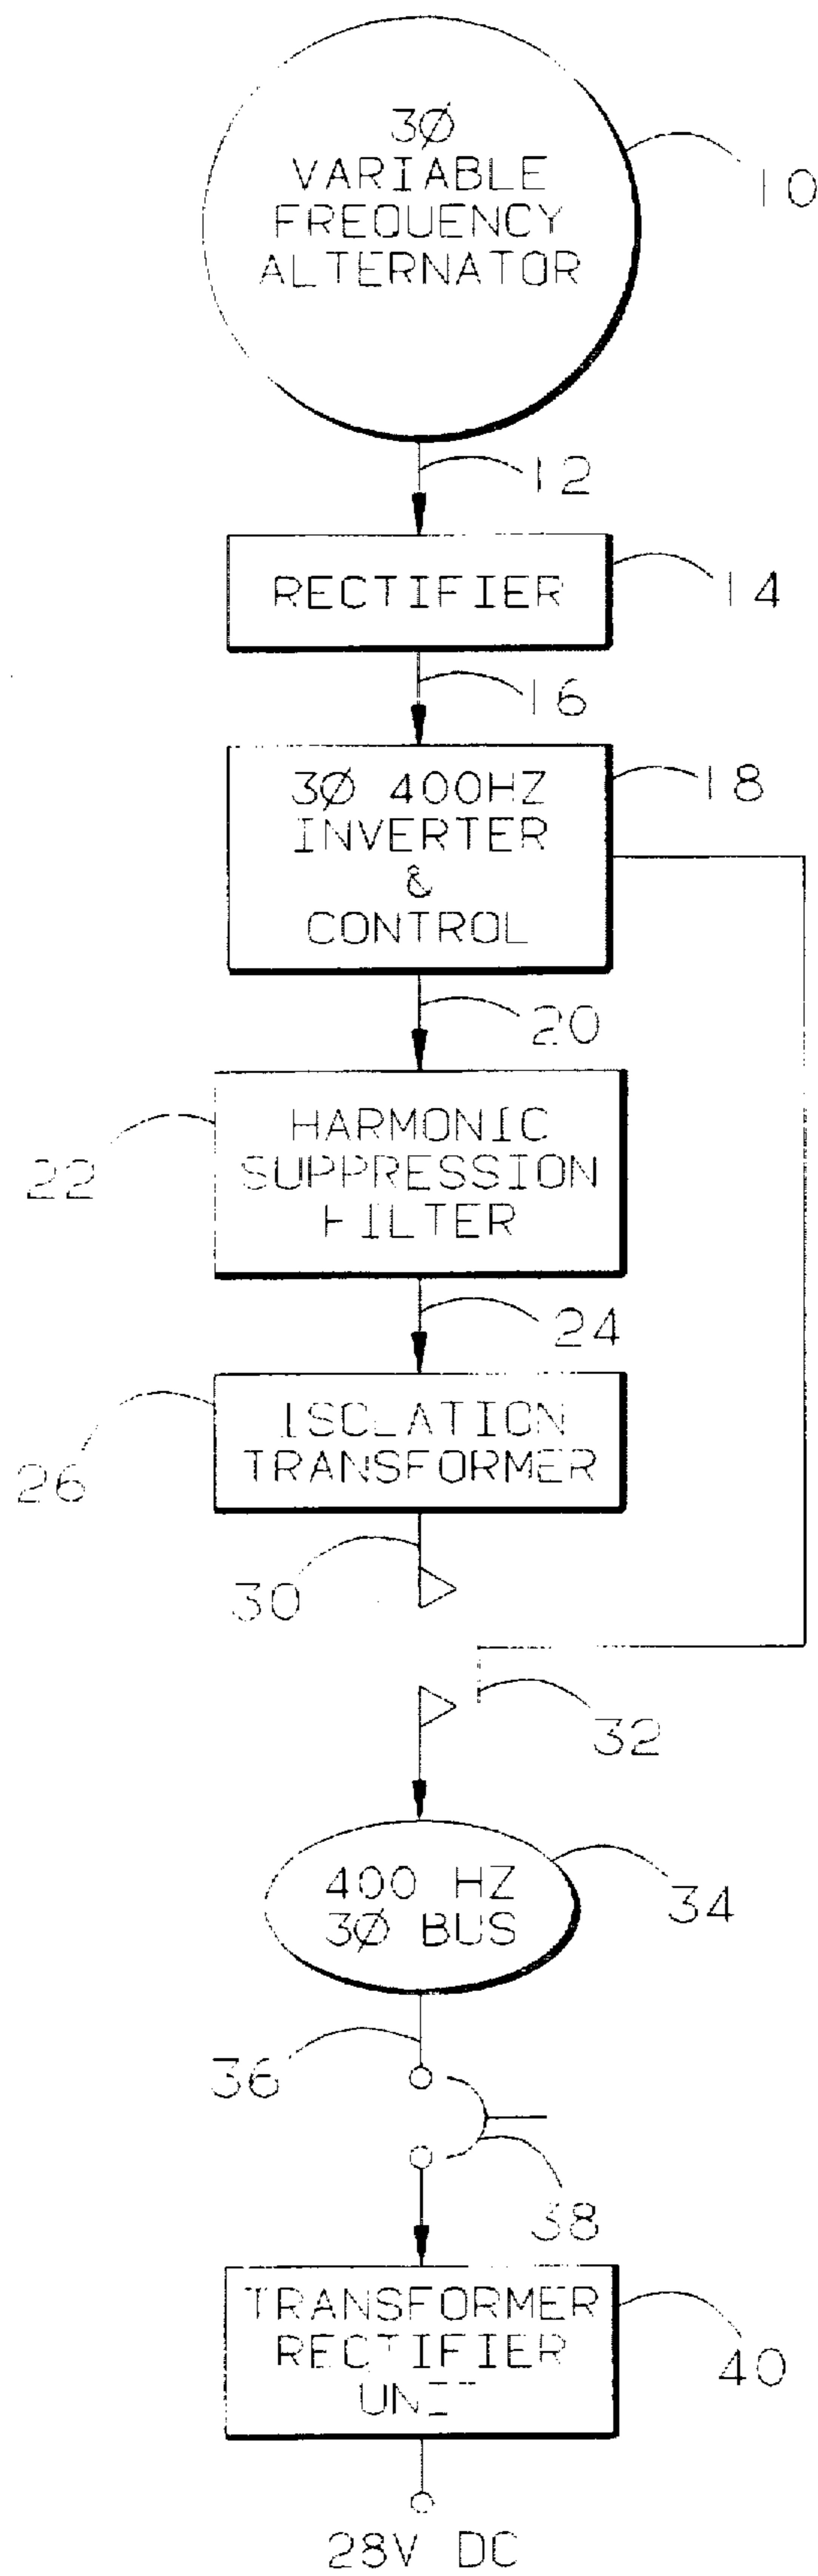 3Ø
VARIABLE
FREQUENCY
ALTERNATOR
10
12
RECTIFIER
14
16
3Ø 400HZ
INVERTER
&
CONTROL
18
20
HARMONIC
SUPPRESSION
FILTER
22
24
ISOLATION
TRANSFORMER
26
30
32
400 HZ
3Ø BUS
34
36
38
TRANSFORMER
RECTIFIER
UNIT
40
28V DC